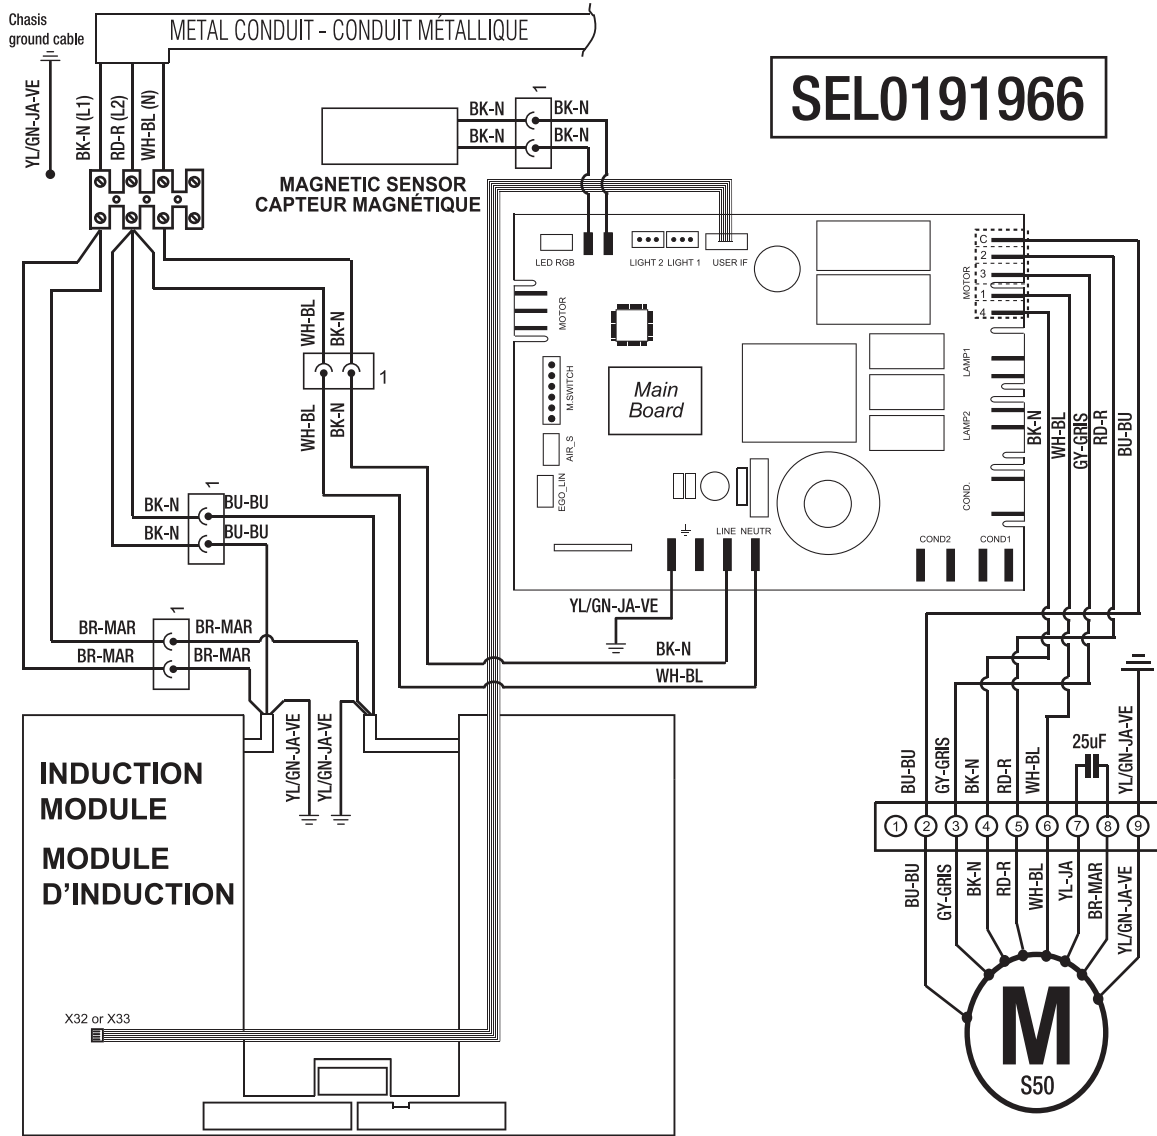 Chasis
ground cable
METAL CONDUIT - CONDUIT MÉTALLIQUE
SEL0191966
YL/GN-JA-VE
BK-N (L1)
RD-R (L2)
WH-BL (N)
BK-N
BK-N
1
BK-N
BK-N
MAGNETIC SENSOR
CAPTEUR MAGNÉTIQUE
LED RGB
LIGHT 2
LIGHT 1
USER IF
MOTOR
M.SWITCH
AIR_S
EGO_LIN
Main
Board
C
2
3
1
4
MOTOR
LAMP1
LAMP2
COND.
COND2
COND1
LINE
NEUTR
WH-BL
BK-N
1
WH-BL
BK-N
BK-N
WH-BL
GY-GRIS
RD-R
BU-BU
1
BK-N
BU-BU
BK-N
BU-BU
1
BR-MAR
BR-MAR
BR-MAR
BR-MAR
YL/GN-JA-VE
BK-N
WH-BL
YL/GN-JA-VE
YL/GN-JA-VE
INDUCTION
MODULE
MODULE
D'INDUCTION
X32 or X33
BU-BU
GY-GRIS
BK-N
RD-R
WH-BL
25uF
YL/GN-JA-VE
1 2 3 4 5 6 7 8 9
BU-BU
GY-GRIS
BK-N
RD-R
WH-BL
YL-JA
BR-MAR
YL/GN-JA-VE
M
S50